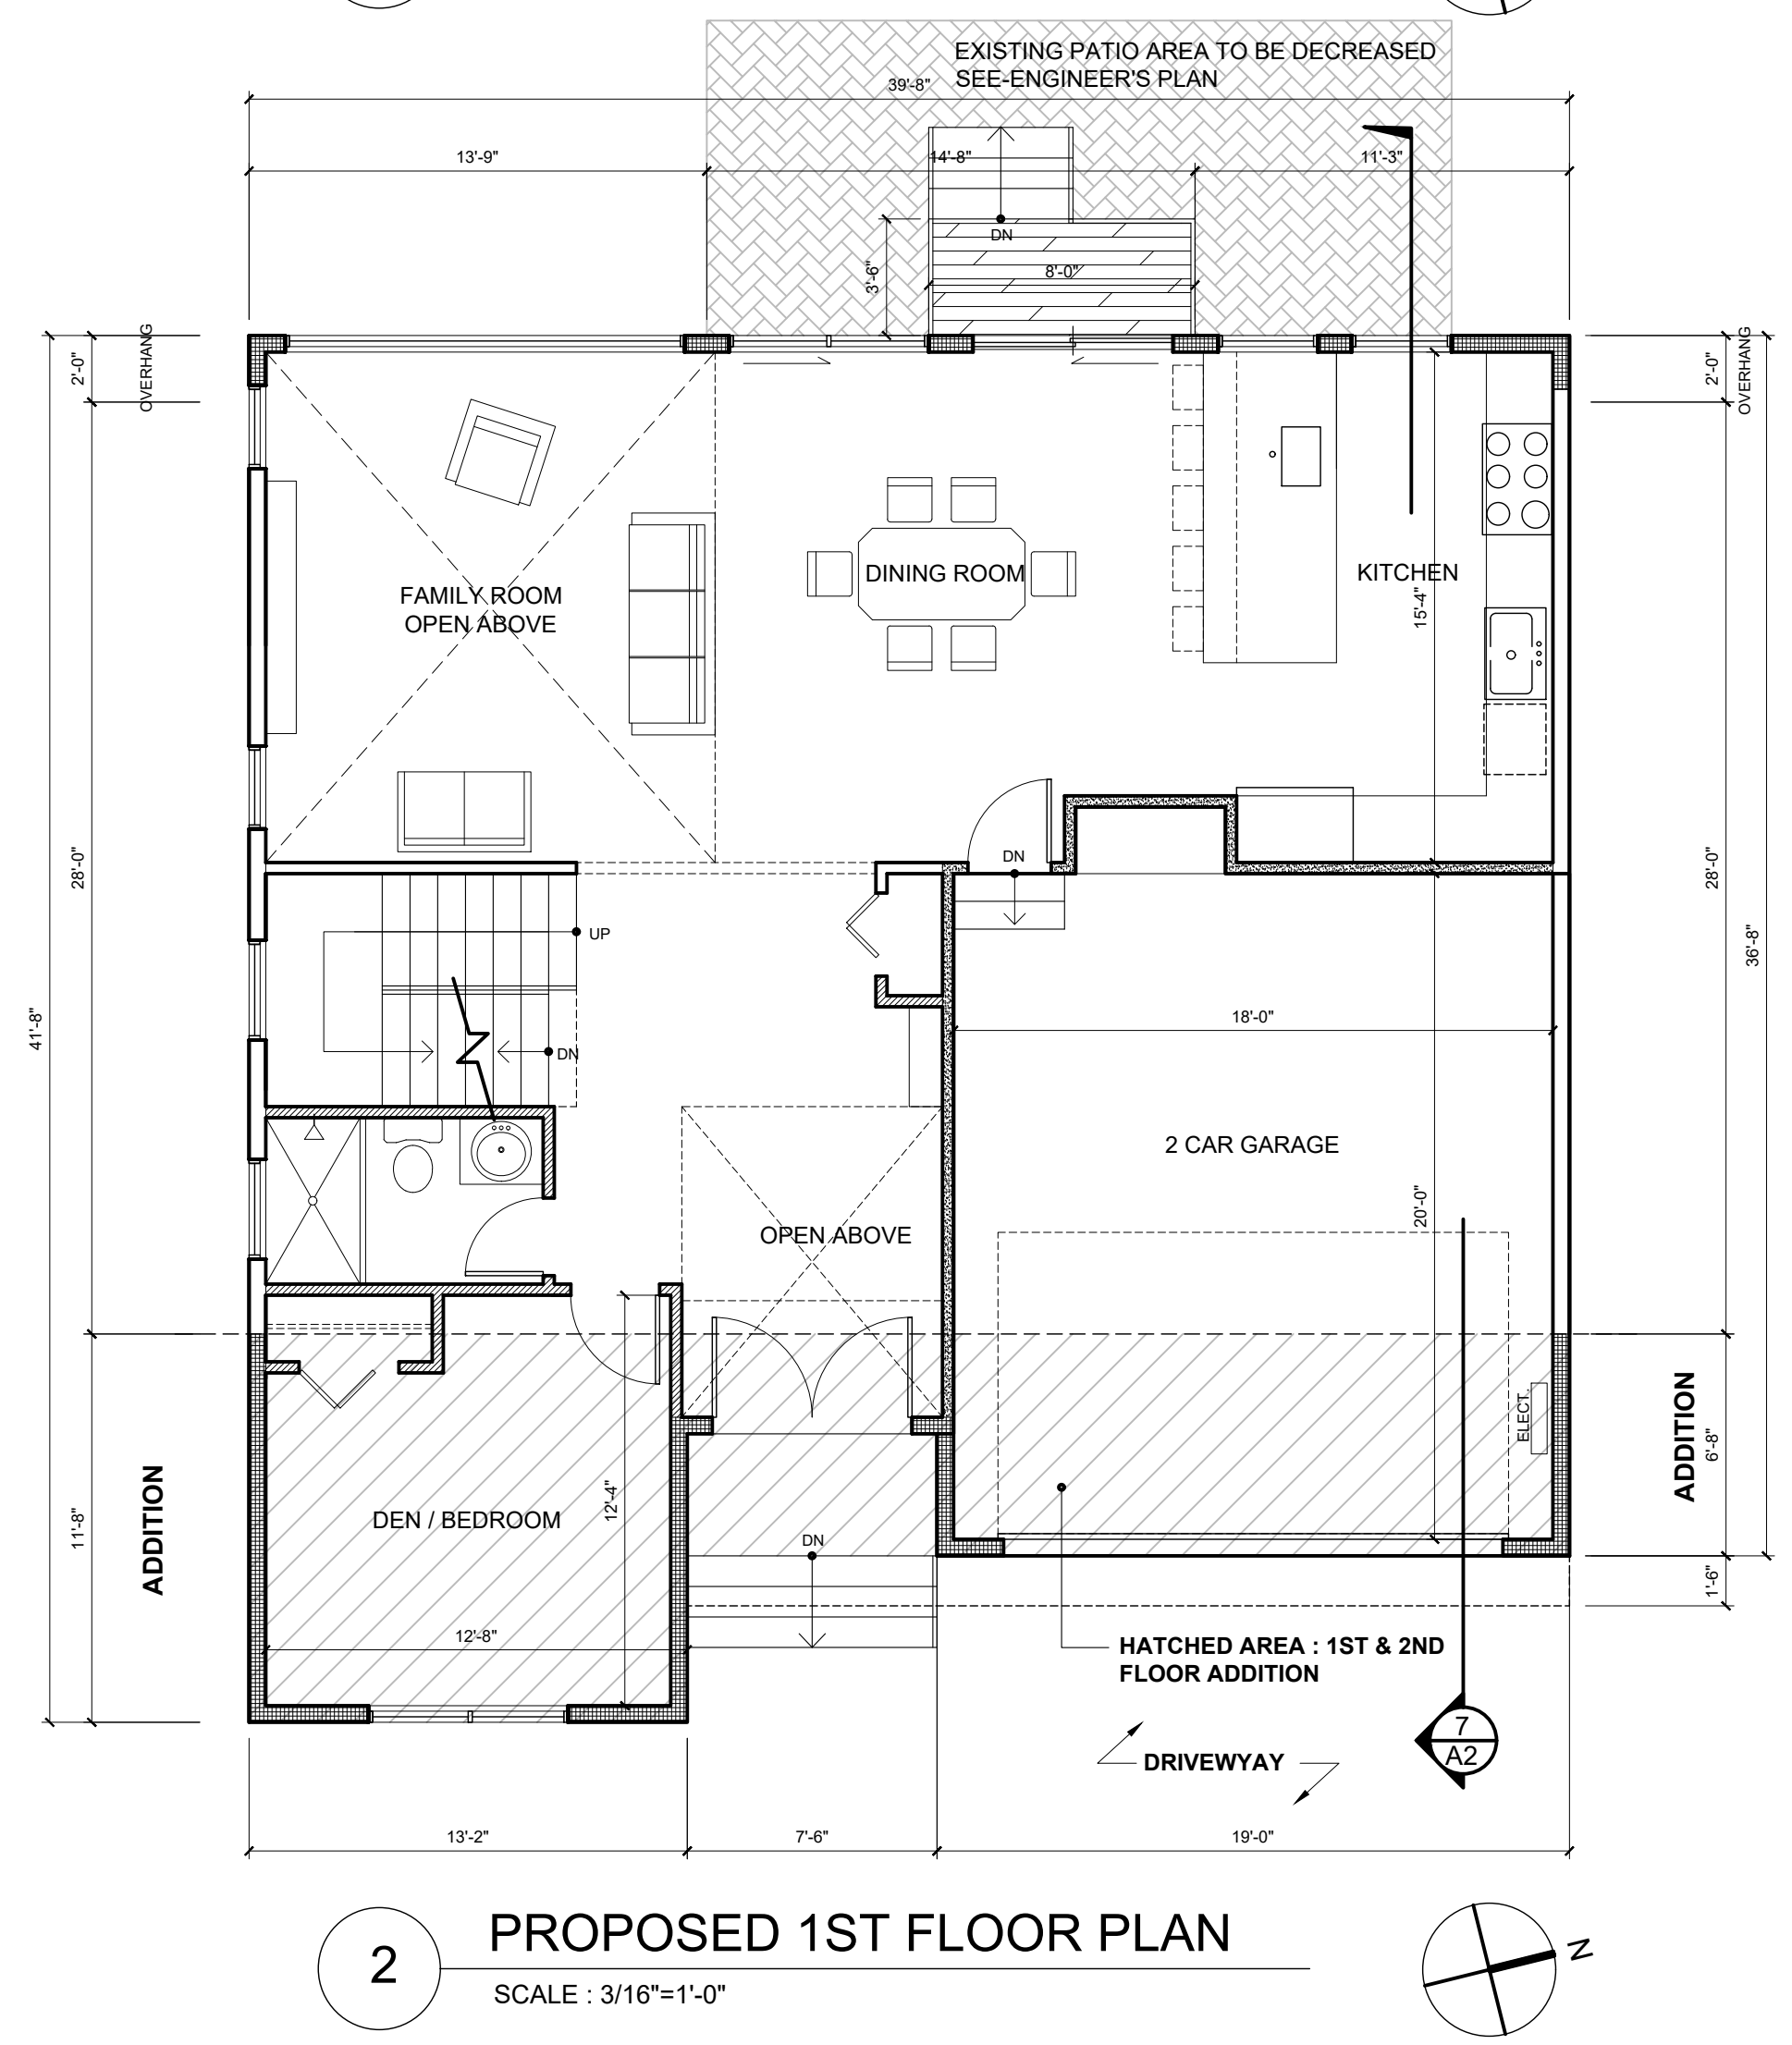 EXISTING PATIO AREA TO BE DECREASED
SEE-ENGINEER'S PLAN
39'-8"
13'-9"
14'-8"
11'-3"
DN
3'-6"
8'-0"
2'-0"
OVERHANG
2'-0"
OVERHANG
FAMILY ROOM
OPEN ABOVE
DINING ROOM
KITCHEN
15'-4"
28'-0"
28'-0"
36'-8"
41'-8"
DN
UP
DN
18'-0"
2 CAR GARAGE
20'-0"
OPEN ABOVE
ELECT.
ADDITION
6'-8"
ADDITION
11'-8"
DEN / BEDROOM
12'-4"
DN
1'-6"
12'-8"
HATCHED AREA : 1ST & 2ND
FLOOR ADDITION
7
A2
DRIVEWYAY
13'-2"
7'-6"
19'-0"
2
PROPOSED 1ST FLOOR PLAN
SCALE : 3/16"=1'-0"
N